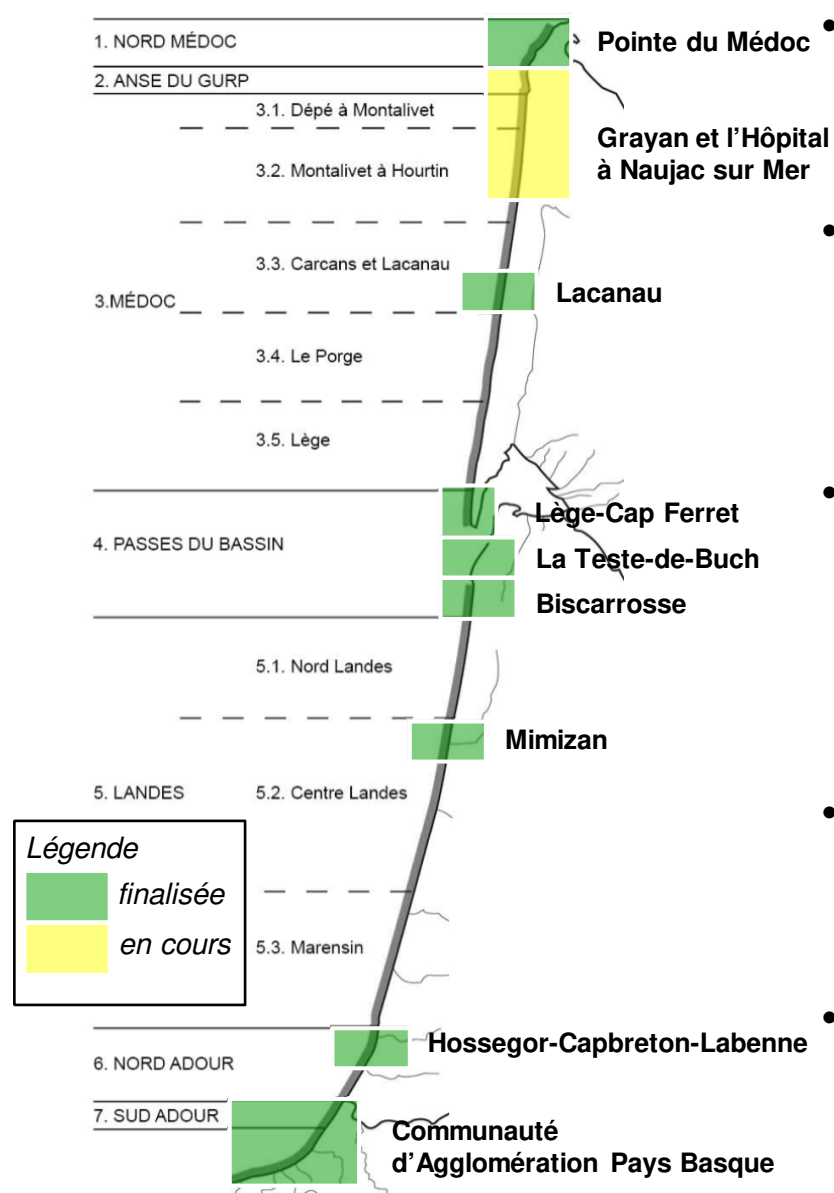 1. NORD MÉDOC
Pointe du Médoc
2. ANSE DU GURP
3.1. Dépé à Montalivet
Grayan et l'Hôpital
à Naujac sur Mer
3.2. Montalivet à Hourtin
3.3. Carcans et Lacanau
Lacanau
3.MÉDOC
3.4. Le Porge
3.5. Lège
Lège-Cap Ferret
4. PASSES DU BASSIN
La Teste-de-Buch
Biscarrosse
5.1. Nord Landes
Mimizan
5. LANDES
5.2. Centre Landes
Légende
finalisée
en cours
5.3. Marensin
Hossegor-Capbreton-Labenne
6. NORD ADOUR
7. SUD ADOUR
Communauté
d'Agglomération Pays Basque